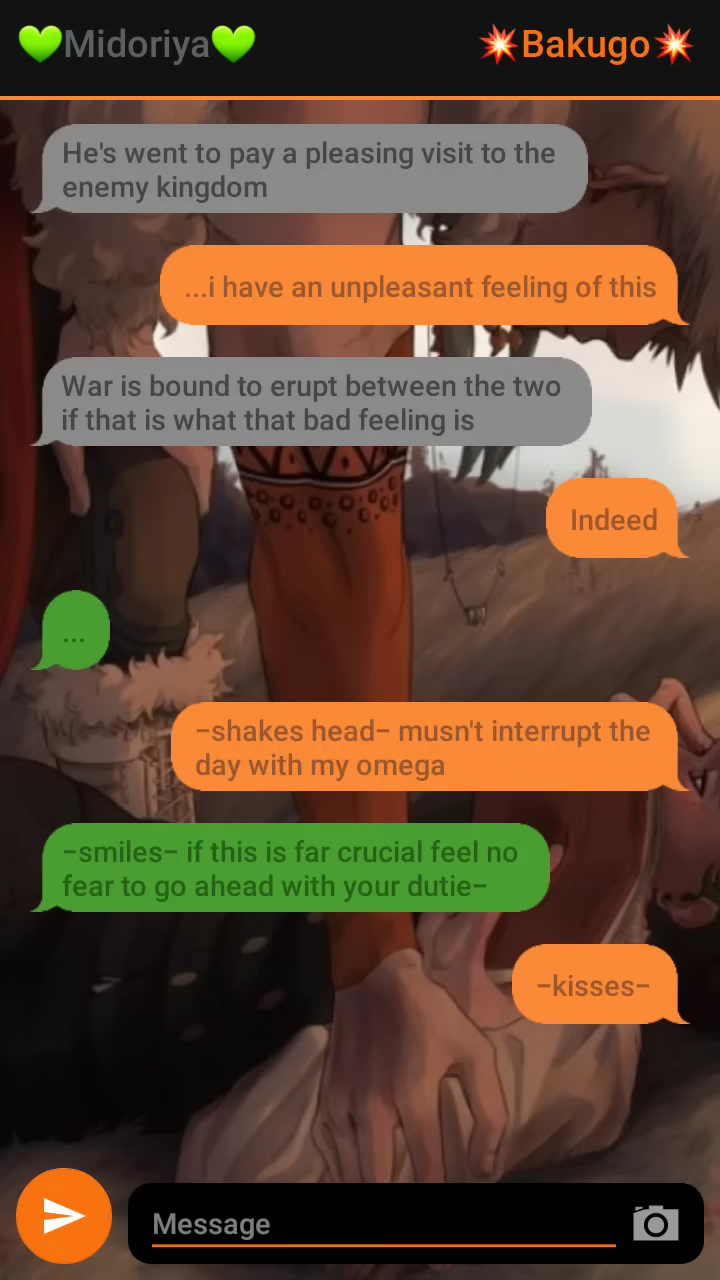 💚Midoriya💚
💥Bakugo💥
He's went to pay a pleasing visit to the
enemy kingdom
...i have an unpleasant feeling of this
War is bound to erupt between the two
if that is what that bad feeling is
Indeed
...
–shakes head– musn't interrupt the
day with my omega
–smiles– if this is far crucial feel no
fear to go ahead with your dutie–
–kisses–
Message